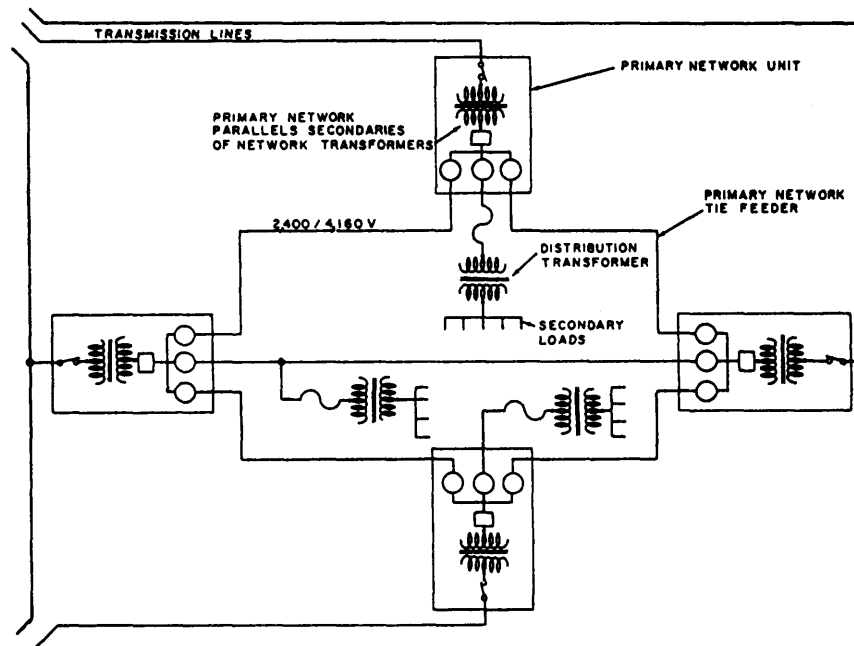 TRANSMISSION LINES
PRIMARY NETWORK UNIT
PRIMARY NETWORK
PARALLELS SECONDARIES
OF NETWORK TRANSFORMERS
PRIMARY NETWORK
TIE FEEDER
2,400 / 4,160 V
DISTRIBUTION
TRANSFORMER
SECONDARY
LOADS